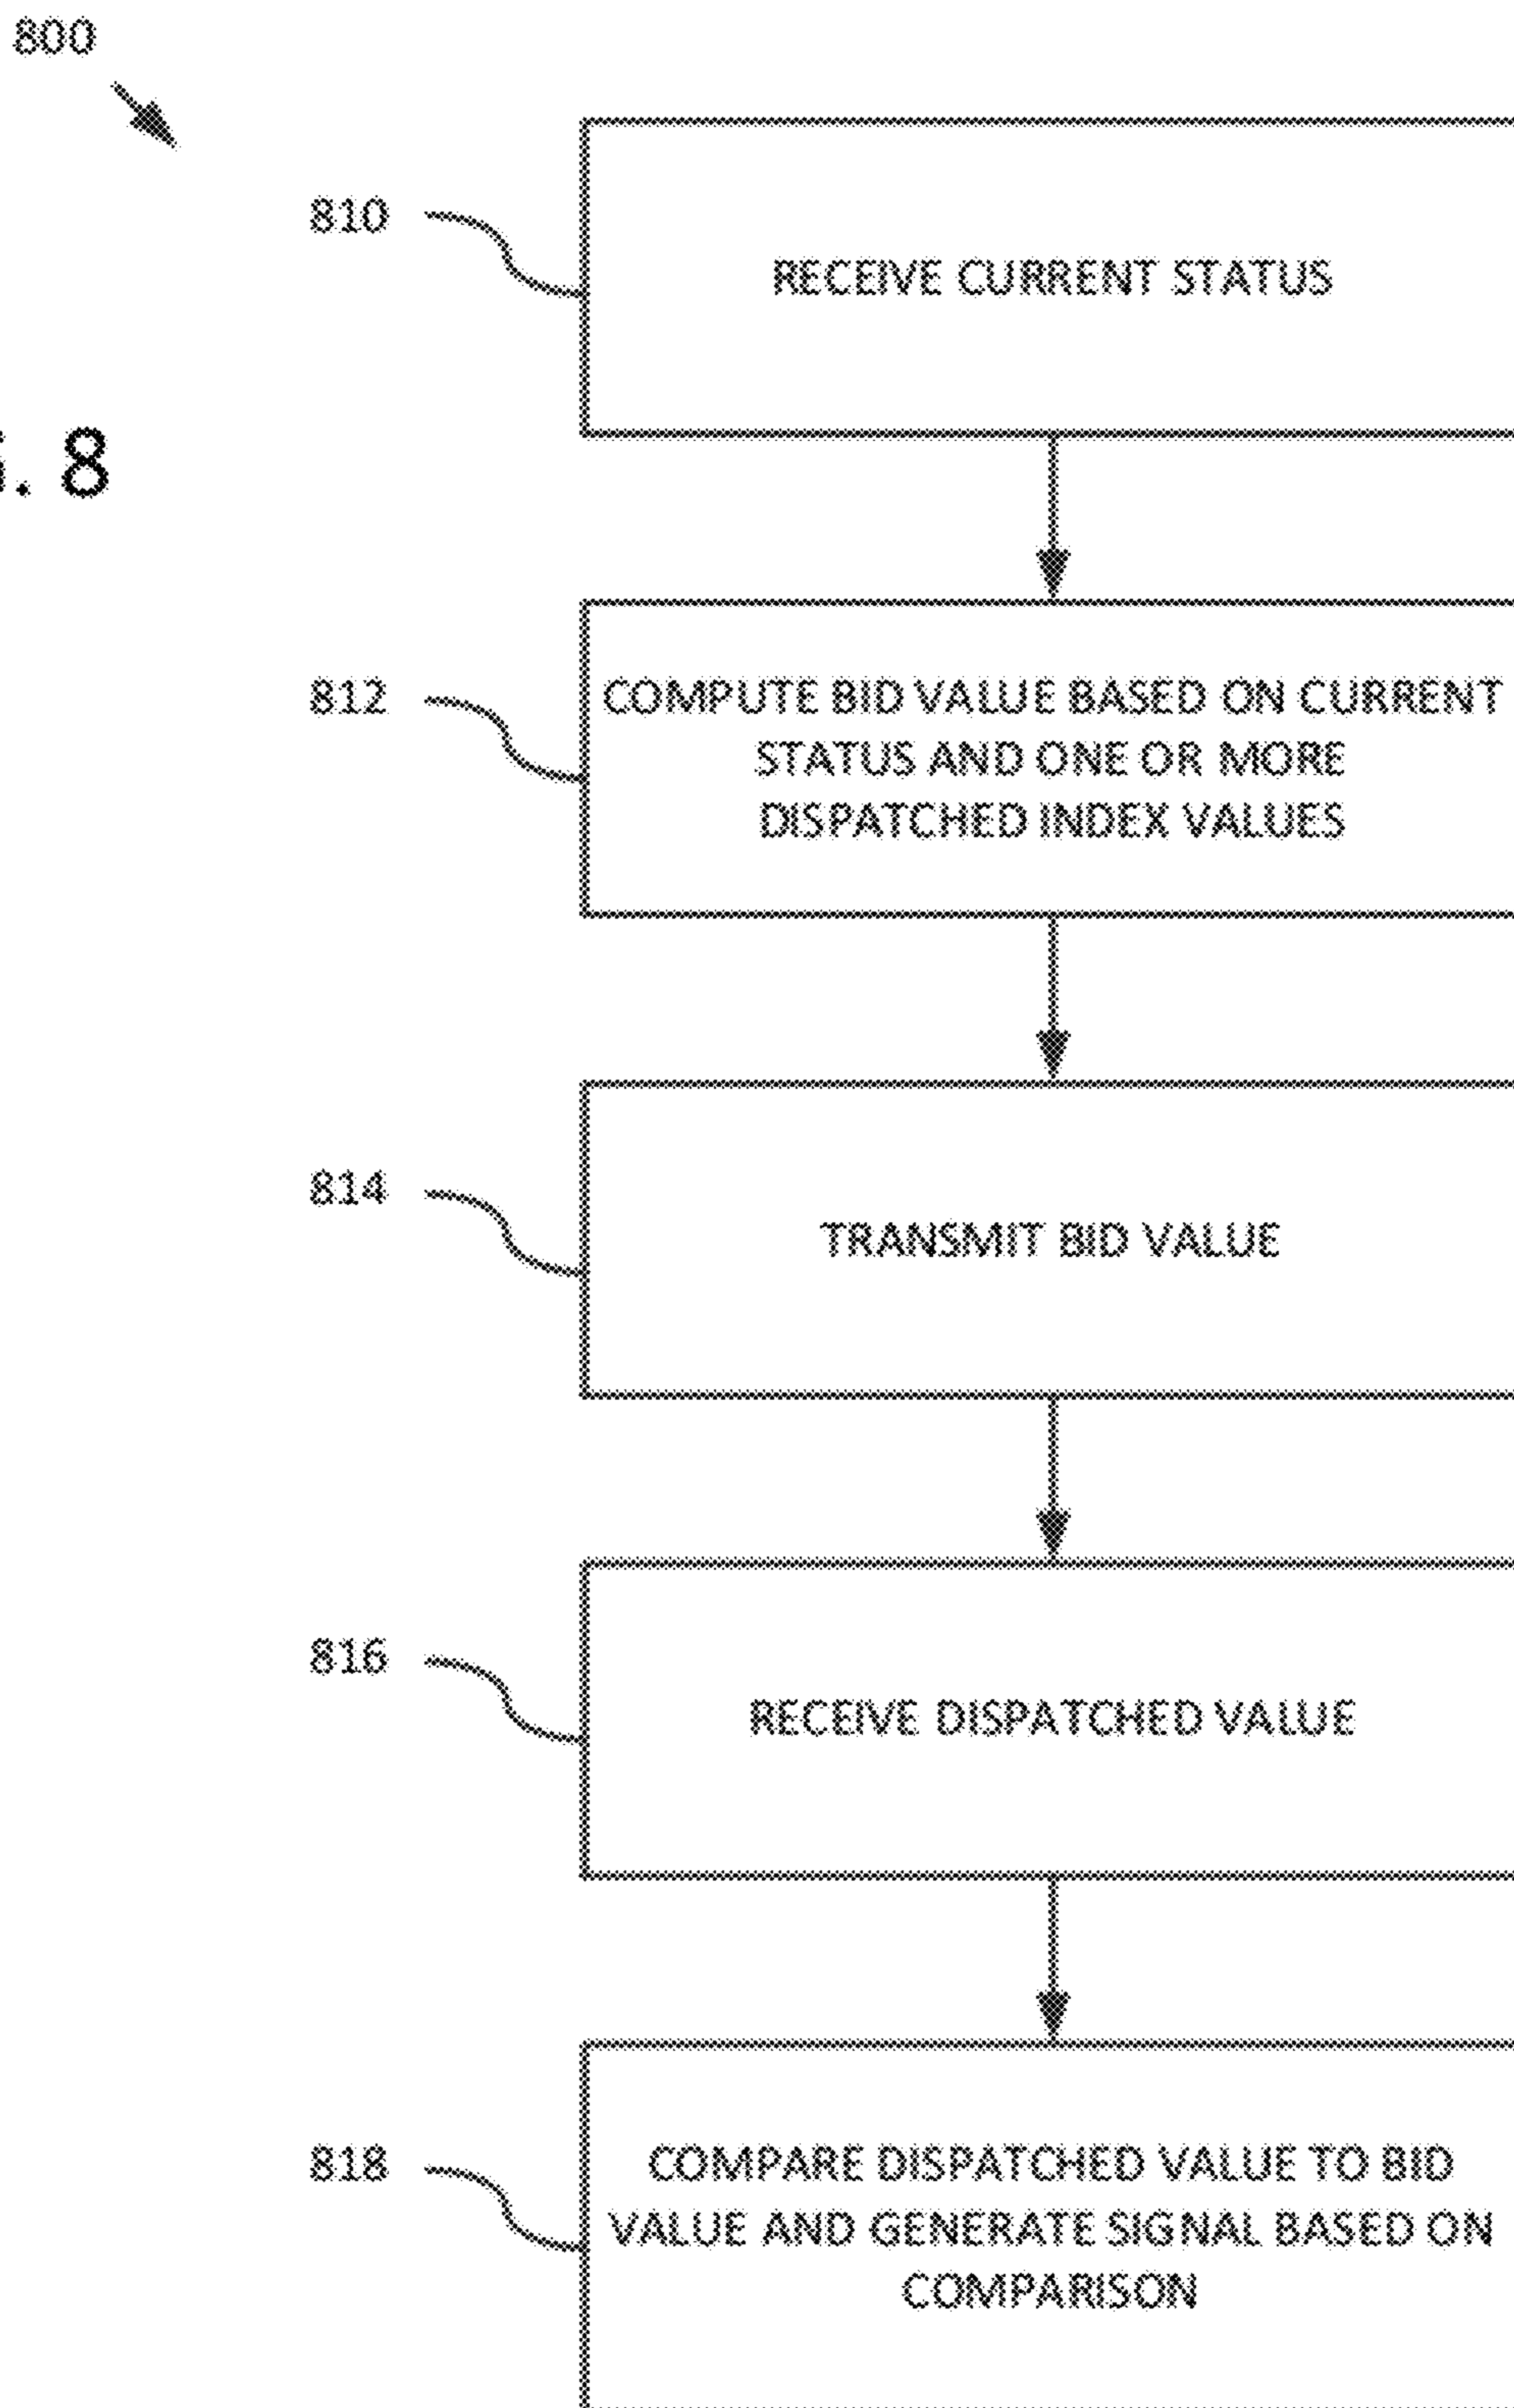 800
810
RECEIVE CURRENT STATUS
. 8
812
COMPUTE BID VALUE BASED ON CURRENT
STATUS AND ONE OR MORE
DISPATCHED INDEX VALUES
814
TRANSMIT BID VALUE
816
RECEIVE DISPATCHED VALUE
818
COMPARE DISPATCHED VALUE TO BID
VALUE AND GENERATE SIGNAL BASED ON
COMPARISON